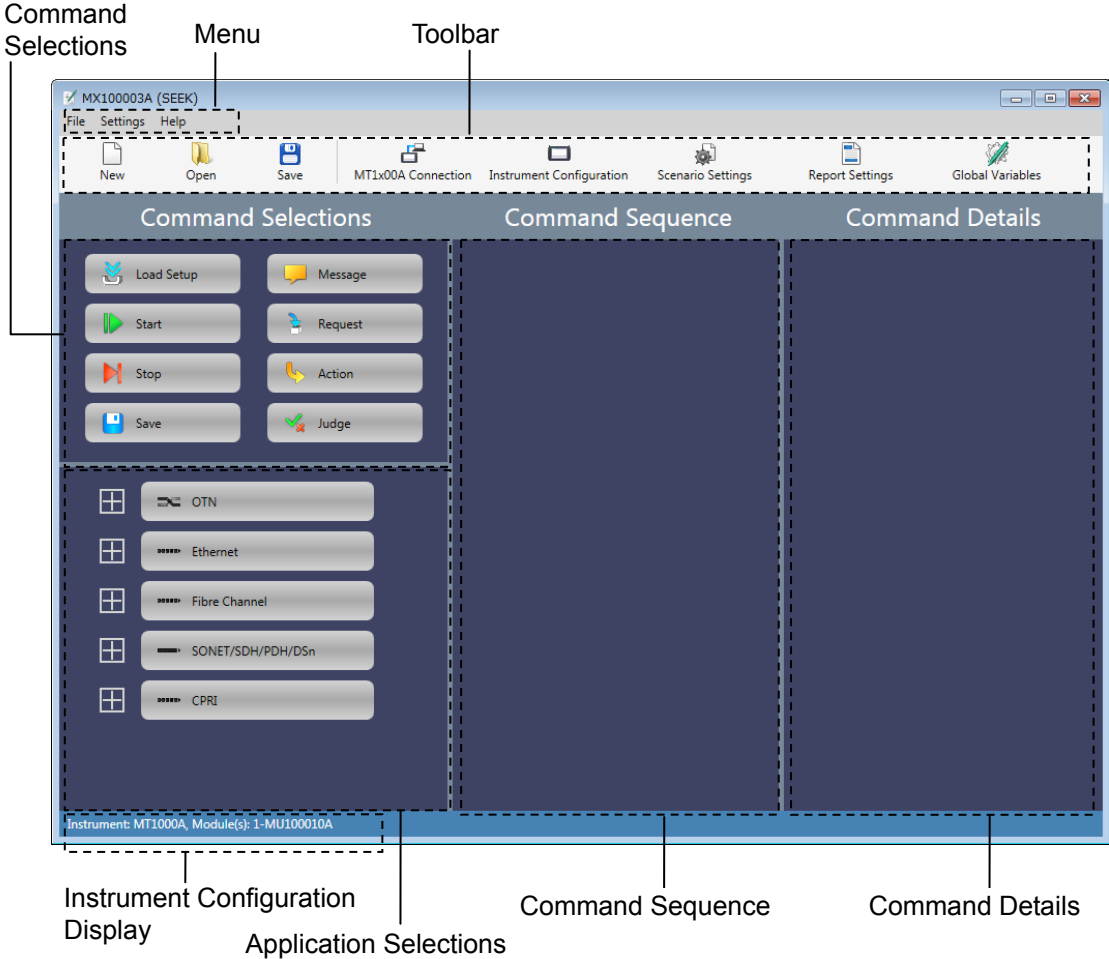 Command
Selections
Menu
Toolbar
MX100003A (SEEK)
File Settings Help
New Open Save MT1x00A Connection Instrument Configuration Scenario Settings Report Settings Global Variables
Command Selections Command Sequence Command Details
Load Setup Message
Start Request
Stop Action
Save Judge
OTN
Ethernet
Fibre Channel
SONET/SDH/PDH/DSn
CPRI
Instrument: MT1000A, Module(s): 1-MU100010A
Instrument Configuration
Display
Application Selections
Command Sequence
Command Details